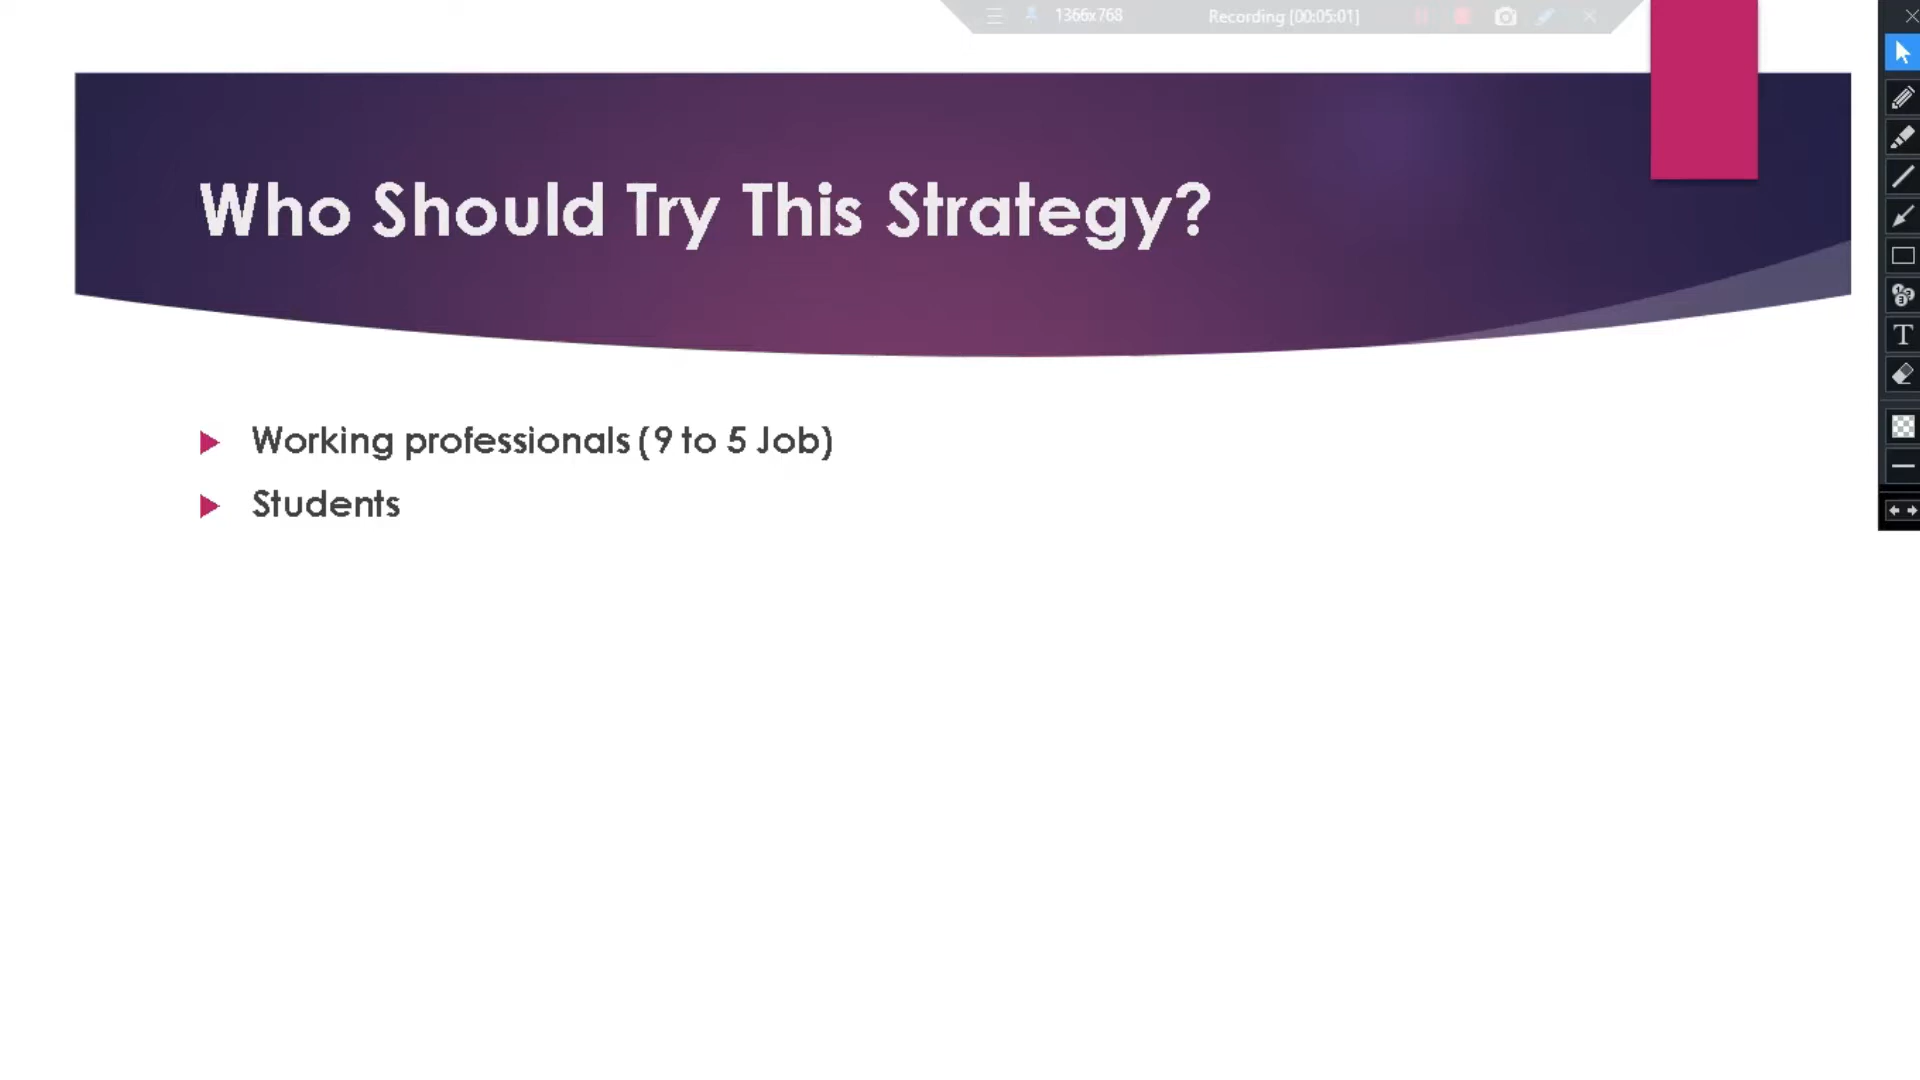 1366x768 Recording [00:05:01]
Who Should Try This Strategy?
Working professionals (9 to 5 Job)
Students